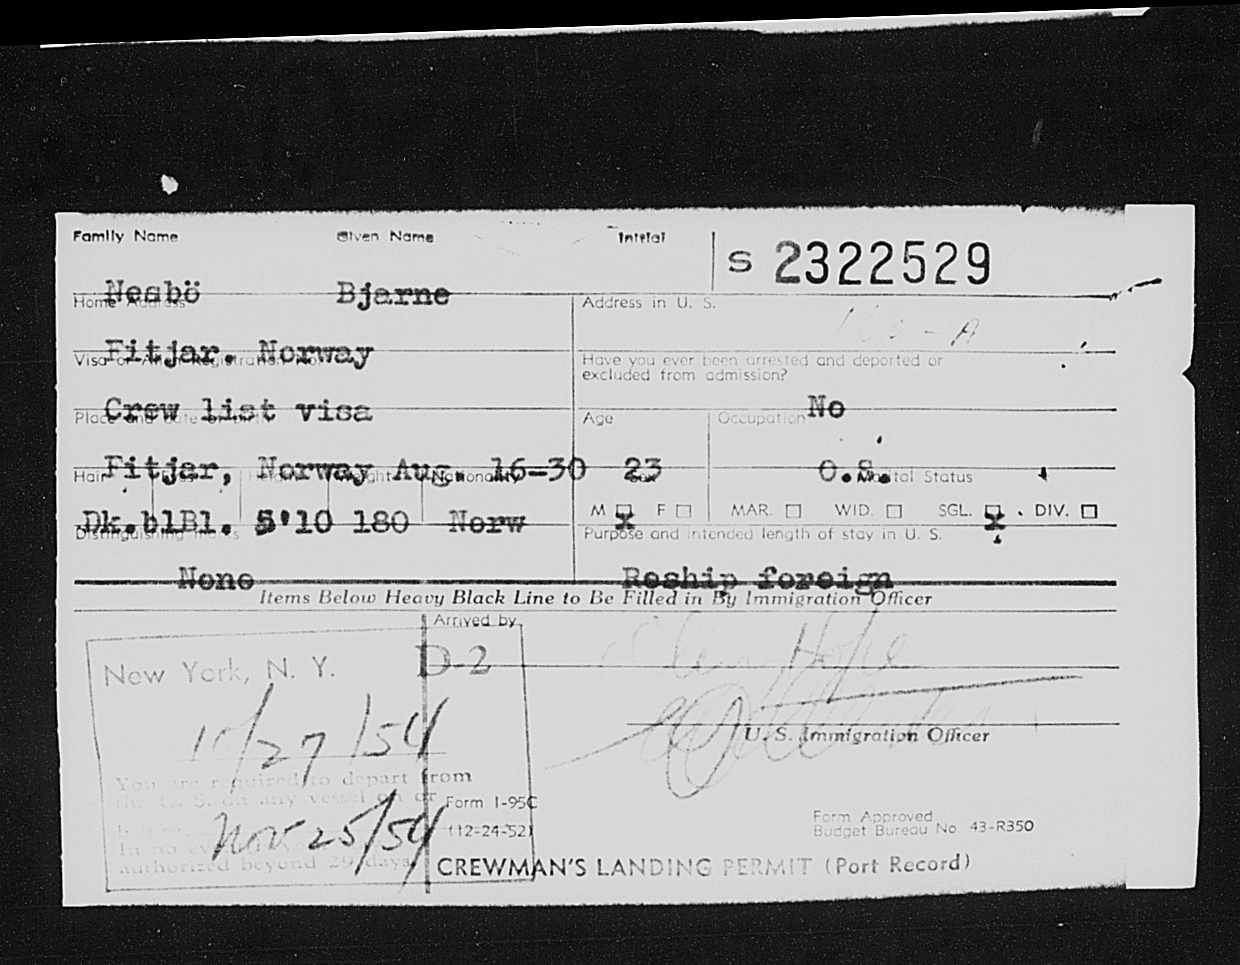 Family Name Given Name Initial
S 2322529
Nesbö Bjarne
Home Address Address in U. S.
Fitjar. Norway
Visa or Alien Registration No. Have you ever been arrested and deported or
excluded from admission?
Crew list visa No
Place and date of birth Age Occupation
Fitjar, Norway Aug. 16-30 23 O.S.
Hair Eyes Height Weight Nationality Sex Marital Status
Dk.blBl. 5'10 180 Norw M X F MAR. WID. SGL. X DIV.
Distinguishing marks Purpose and intended length of stay in U. S.
None Reship foreign
Items Below Heavy Black Line to Be Filled in By Immigration Officer
Arrived by
New York, N. Y. D-2
10/27/54
U. S. Immigration Officer
You are required to depart from
the U. S. on any vessel on or
Form I-95C
Nov 25/54 (12-24-52)
Form Approved
Budget Bureau No. 43-R350
In no ev
authorized beyond 29 days
CREWMAN'S LANDING PERMIT (Port Record)